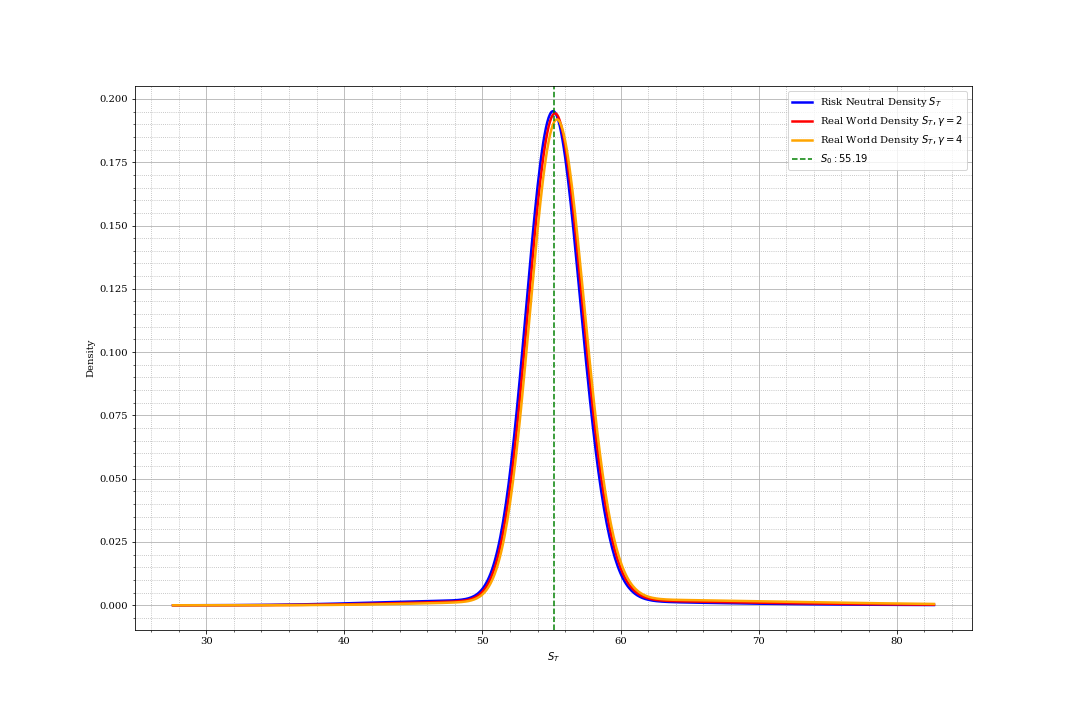 Risk Neutral Density S_T
Real World Density S_T, γ = 2
Real World Density S_T, γ = 4
S_0 : 55.19
0.200
0.175
0.150
0.125
0.100
0.075
0.050
0.025
0.000
Density
30 40 50 60 70 80
S_T